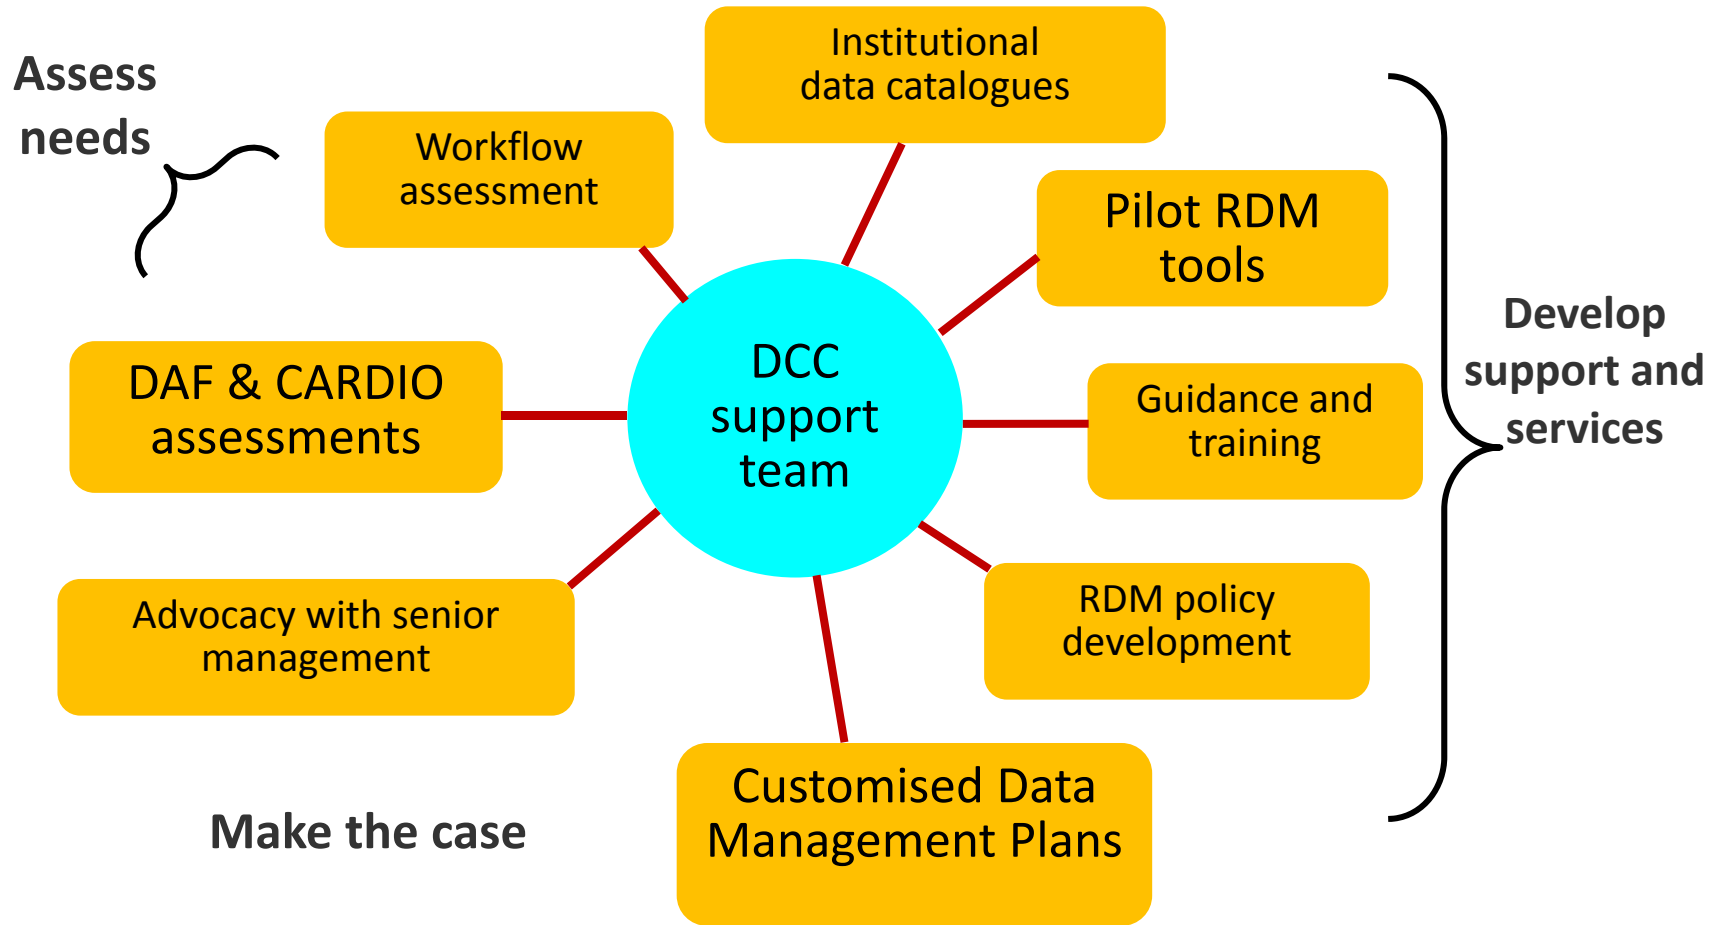 Assess
needs
Workflow
assessment
Institutional
data catalogues
Pilot RDM
tools
DAF & CARDIO
assessments
DCC
support
team
Guidance and
training
Develop
support and
services
Advocacy with senior
management
RDM policy
development
Make the case
Customised Data
Management Plans